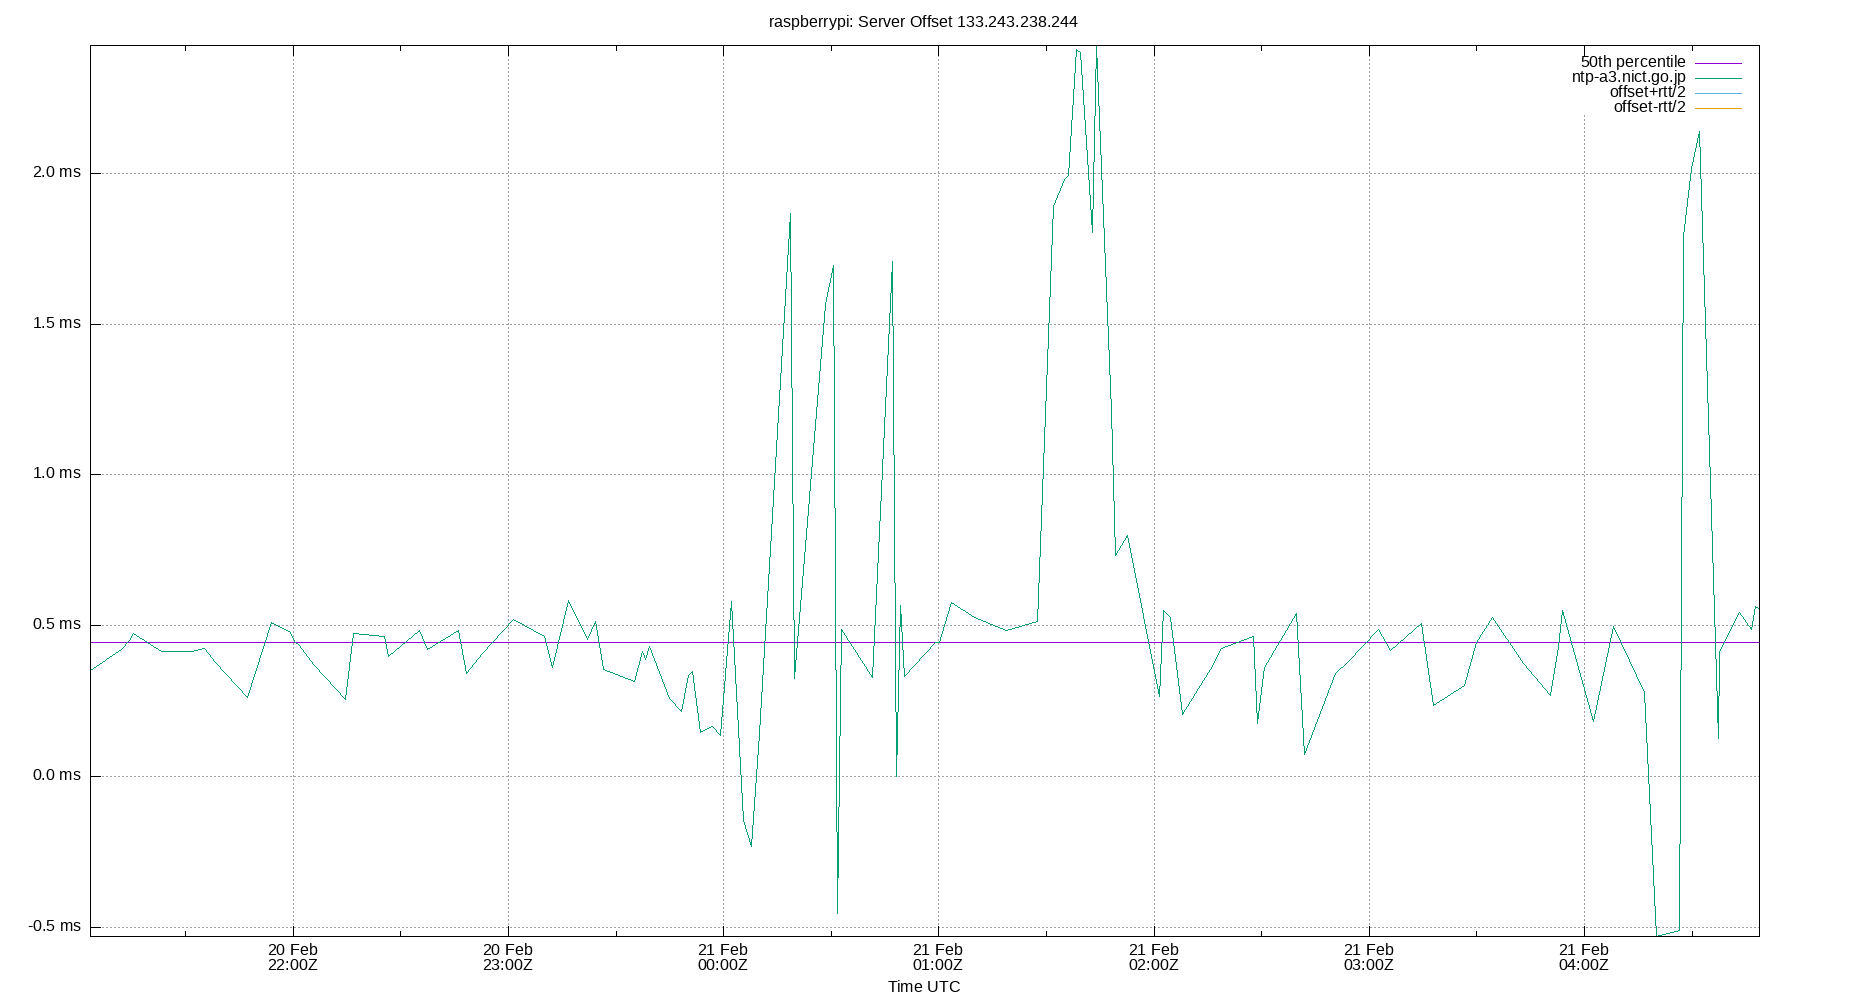 raspberrypi: Server Offset 133.243.238.244
50th percentile
ntp-a3.nict.go.jp
offset+rtt/2
offset-rtt/2
2.0 ms
1.5 ms
1.0 ms
0.5 ms
0.0 ms
-0.5 ms
20 Feb 20 Feb 21 Feb 21 Feb 21 Feb 21 Feb 21 Feb
22:00Z 23:00Z 00:00Z 01:00Z 02:00Z 03:00Z 04:00Z
Time UTC